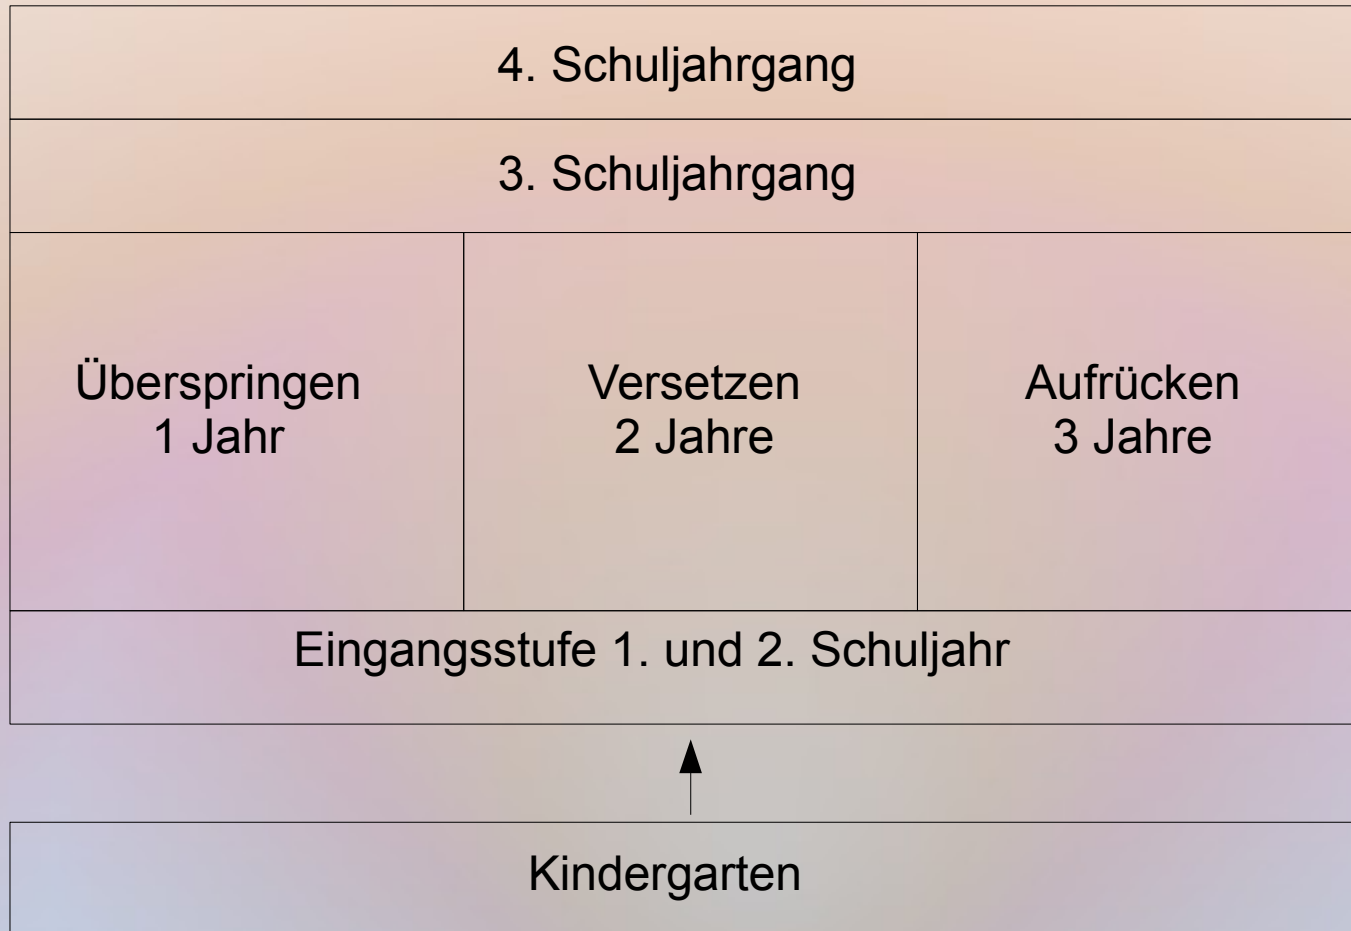 4. Schuljahrgang
3. Schuljahrgang
Überspringen
1 Jahr
Versetzen
2 Jahre
Aufrücken
3 Jahre
Eingangsstufe 1. und 2. Schuljahr
Kindergarten